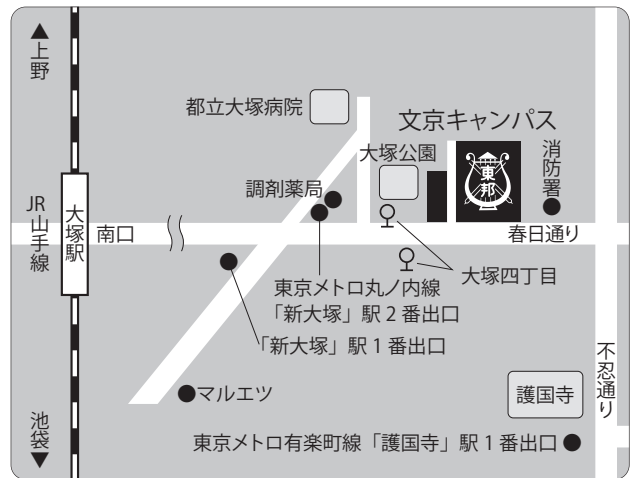 ▲上野
都立大塚病院
文京キャンパス
大塚公園
消防署
東邦
調剤薬局
JR山手線
大塚駅
南口
春日通り
大塚四丁目
東京メトロ丸ノ内線
「新大塚」駅2番出口
「新大塚」駅1番出口
不忍通り
マルエツ
護国寺
池袋▼
東京メトロ有楽町線「護国寺」駅1番出口